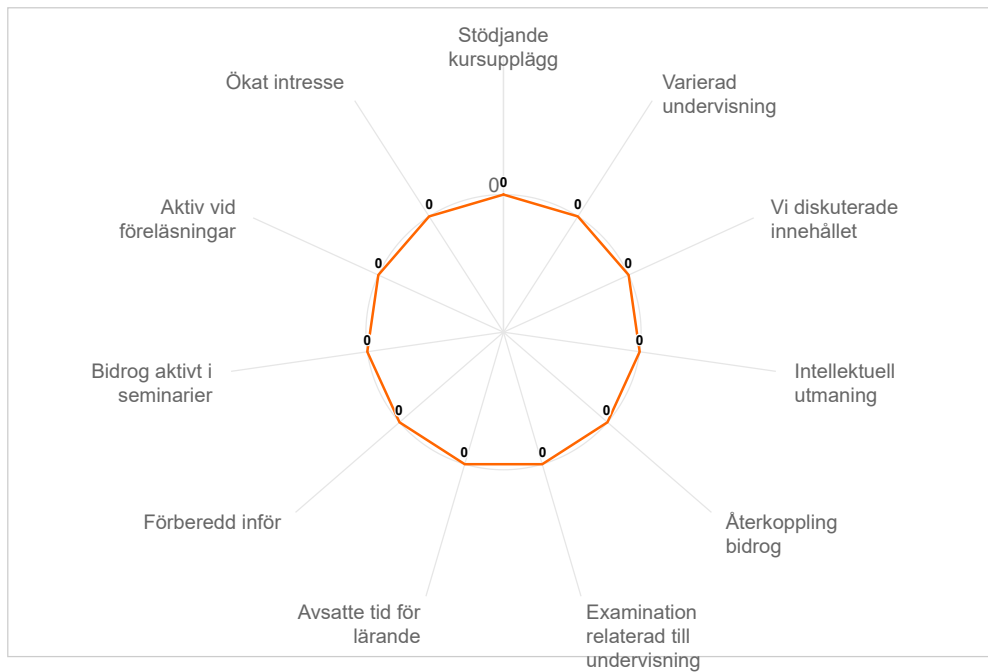 Stödjande
kursupplägg
Varierad
undervisning
Vi diskuterade
innehållet
Intellektuell
utmaning
Återkoppling
bidrog
Examination
relaterad till
undervisning
Avsatte tid för
lärande
Förberedd inför
Bidrog aktivt i
seminarier
Aktiv vid
föreläsningar
Ökat intresse
0
0
0
0
0
0
0
0
0
0
0
0